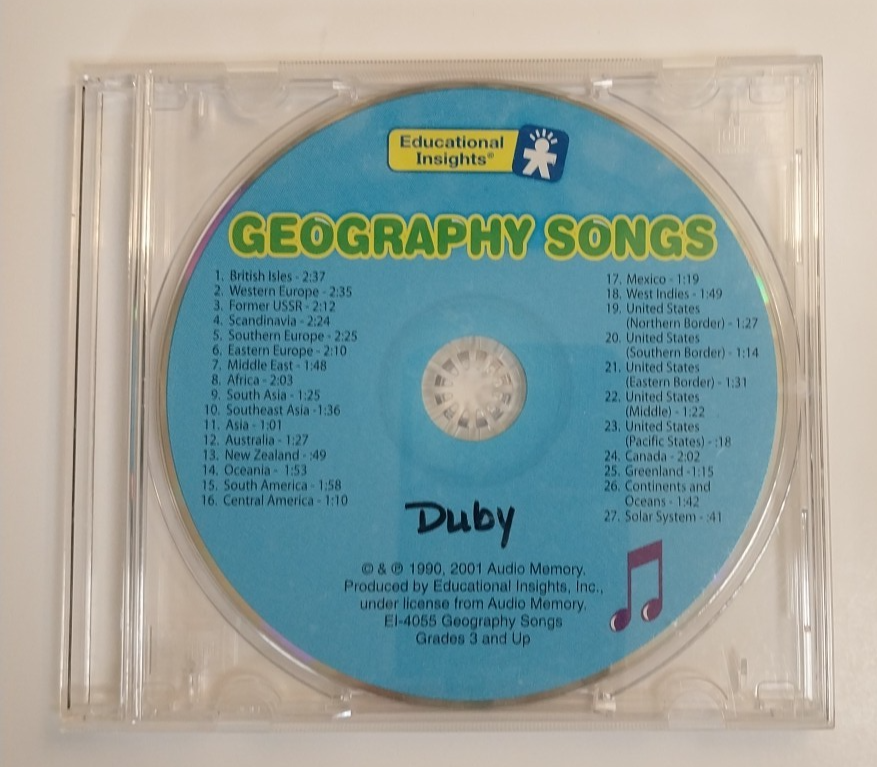 Educational
Insights®
GEOGRAPHY SONGS
1. British Isles - 2:37
2. Western Europe - 2:35
3. Former USSR - 2:12
4. Scandinavia - 2:24
5. Southern Europe - 2:25
6. Eastern Europe - 2:10
7. Middle East - 1:48
8. Africa - 2:03
9. South Asia - 1:25
10. Southeast Asia -1:36
11. Asia - 1:01
12. Australia - 1:27
13. New Zealand - :49
14. Oceania - 1:53
15. South America - 1:58
16. Central America - 1:10
17. Mexico - 1:19
18. West Indies - 1:49
19. United States
(Northern Border) - 1:27
20. United States
(Southern Border) - 1:14
21. United States
(Eastern Border) - 1:31
22. United States
(Middle) - 1:22
23. United States
(Pacific States) - :18
24. Canada - 2:02
25. Greenland - 1:15
26. Continents and
Oceans - 1:42
27. Solar System - :41
Duby
© & ℗ 1990, 2001 Audio Memory.
Produced by Educational Insights, Inc.,
under license from Audio Memory.
EI-4055 Geography Songs
Grades 3 and Up